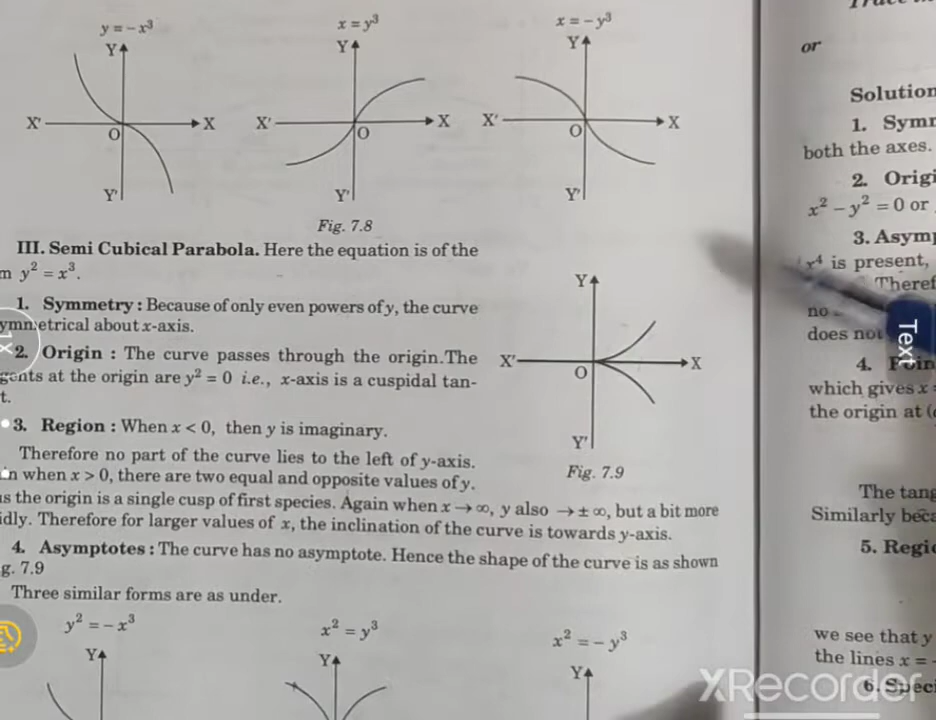 y = – x³
x = y³
x = – y³
Y
Y
Y
X' O X
X' O X
X' O X
Y'
Y'
Y'
Fig. 7.8
III. Semi Cubical Parabola. Here the equation is of the
m y² = x³.
1. Symmetry : Because of only even powers of y, the curve
ymmetrical about x-axis.
2. Origin : The curve passes through the origin.The
gents at the origin are y² = 0 i.e., x-axis is a cuspidal tan-
t.
3. Region : When x < 0, then y is imaginary.
Therefore no part of the curve lies to the left of y-axis.
n when x > 0, there are two equal and opposite values of y.
us the origin is a single cusp of first species. Again when x → ∞, y also → ± ∞, but a bit more
idly. Therefore for larger values of x, the inclination of the curve is towards y-axis.
4. Asymptotes : The curve has no asymptote. Hence the shape of the curve is as shown
g. 7.9
Three similar forms are as under.
Y
X' O X
Y'
Fig. 7.9
y² = – x³
x² = y³
x² = – y³
Y
Y
Y
or
Solution
1. Symm
both the axes.
2. Origi
x² – y² = 0 or
3. Asymp
x⁴ is present,
Theref
no
does not
4. Poin
which gives x =
the origin at (
The tang
Similarly beca
5. Regio
we see that y
the lines x = -
6. Speci
Text
1×
XRecorder